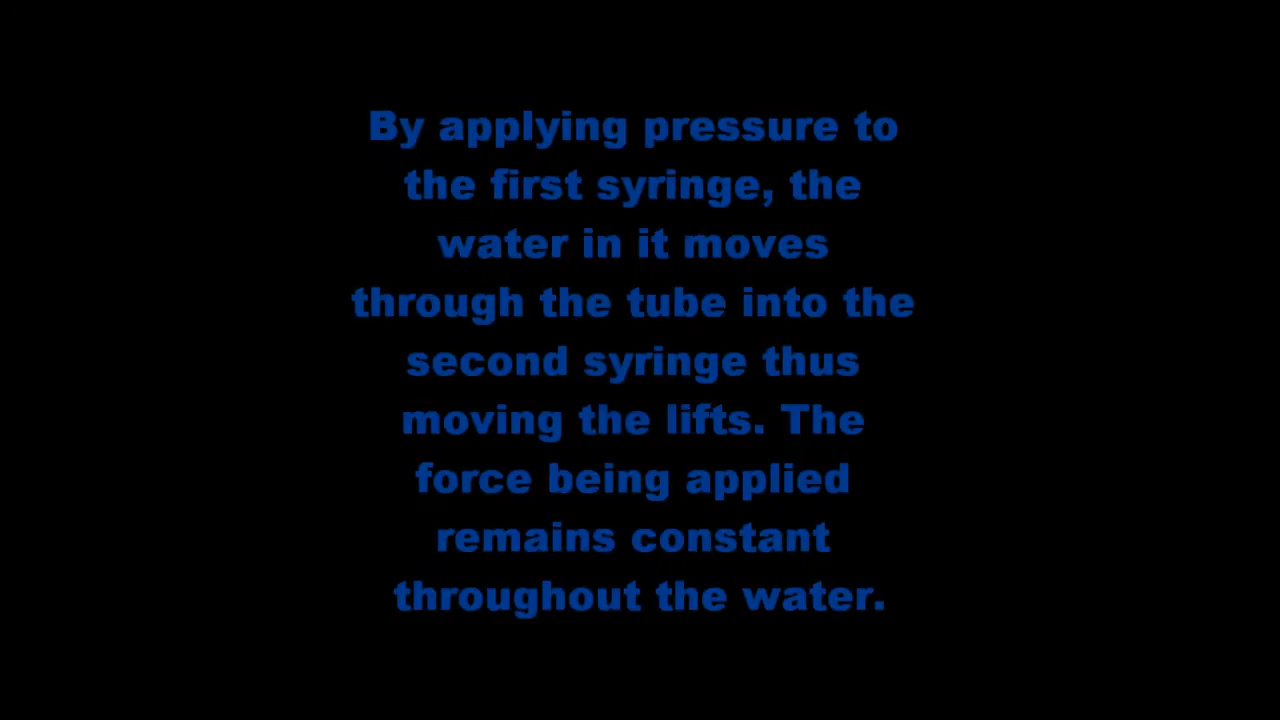 By applying pressure to
the first syringe, the
water in it moves
through the tube into the
second syringe thus
moving the lifts. The
force being applied
remains constant
throughout the water.